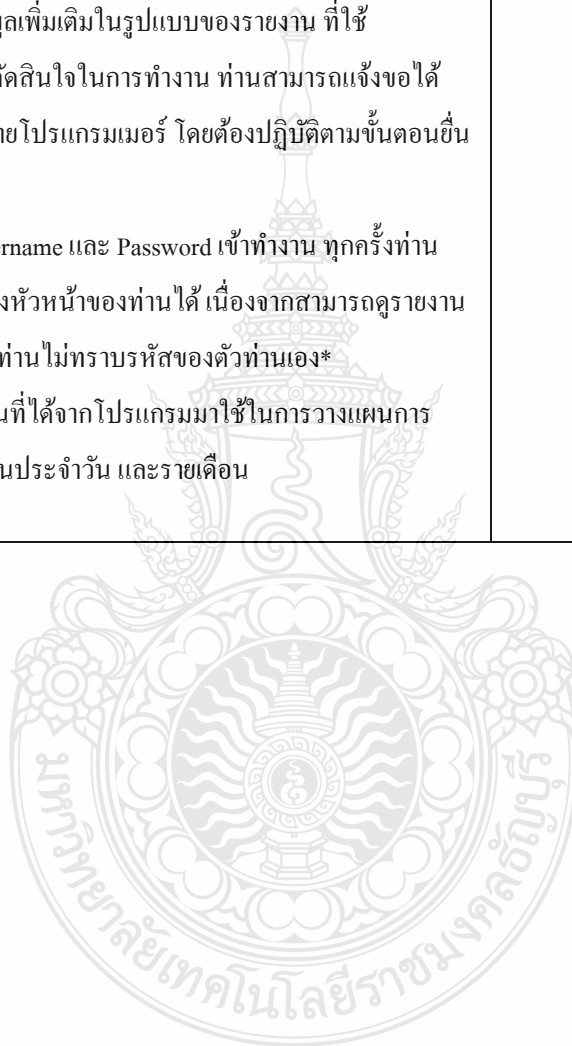 ูลเพิ่มเติมในรูปแบบของรายงาน ที่ใช้
ตัดสินใจในการทำงาน ท่านสามารถแจ้งขอได้
ายโปรแกรมเมอร์ โดยต้องปฏิบัติตามขั้นตอนยื่น
ername และ Password เข้าทำงาน ทุกครั้งท่าน
งหัวหน้าของท่านได้ เนื่องจากสามารถดูรายงาน
ท่านไม่ทราบรหัสของตัวท่านเอง*
นที่ได้จากโปรแกรมมาใช้ในการวางแผนการ
นประจำวัน และรายเดือน
มหาวิทยาลัยเทคโนโลยีราชมงคลธัญบุรี